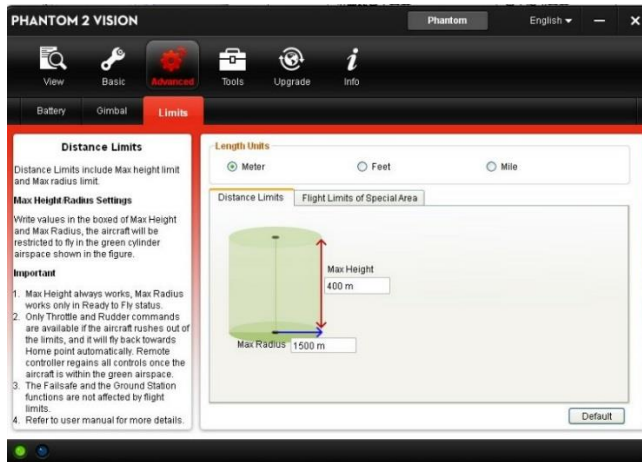 PHANTOM 2 VISION
Phantom
English
View
Basic
Advanced
Tools
Upgrade
Info
Battery
Gimbal
Limits
Distance Limits
Distance Limits include Max height limit
and Max radius limit.
Max Height Radius Settings
Write values in the boxed of Max Height
and Max Radius, the aircraft will be
restricted to fly in the green cylinder
airspace shown in the figure.
Important
1. Max Height always works, Max Radius
works only in Ready to Fly status.
2. Only Throttle and Rudder commands
are available if the aircraft rushes out of
the limits, and it will fly back towards
Home point automatically. Remote
controller regains all controls once the
aircraft is within the green airspace.
3. The Failsafe and the Ground Station
functions are not affected by flight
limits.
4. Refer to user manual for more details.
Length Units
Meter
Feet
Mile
Distance Limits
Flight Limits of Special Area
Max Height
400 m
Max Radius
1500 m
Default